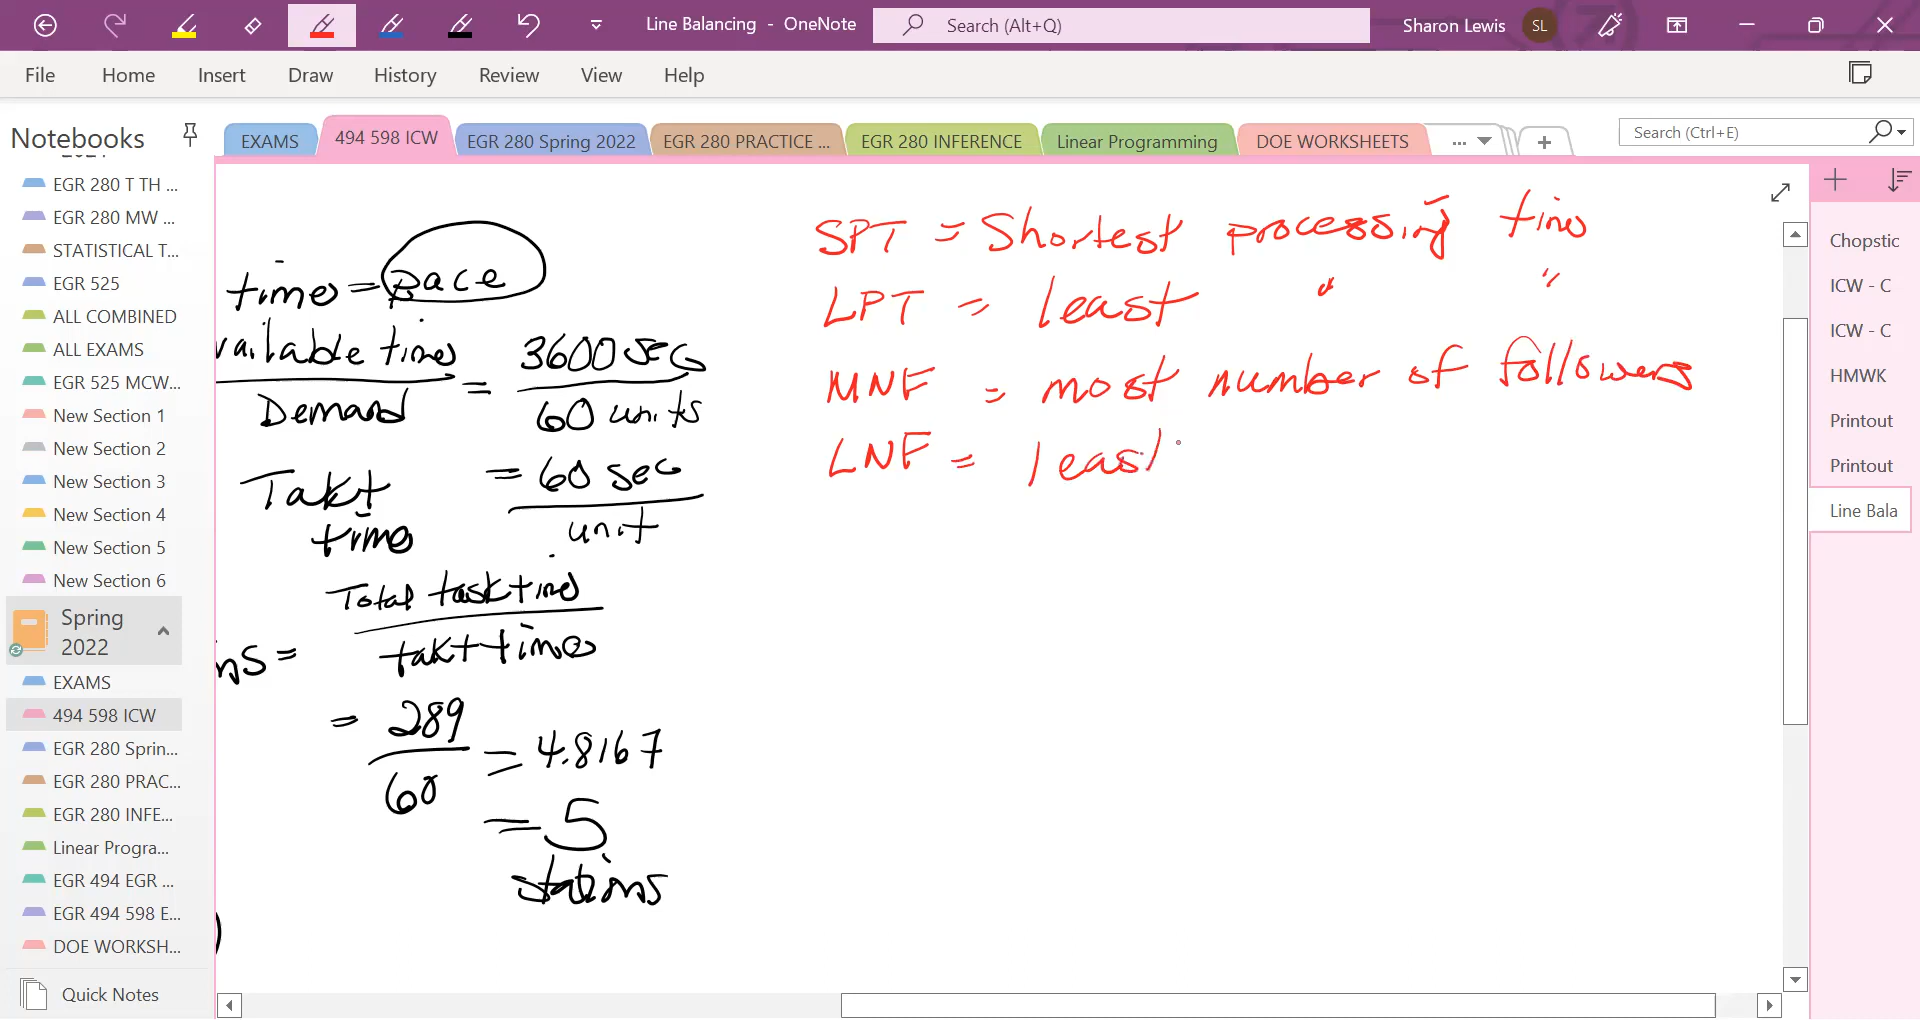 Line Balancing - OneNote
Search (Alt+Q)
Sharon Lewis
SL
File
Home
Insert
Draw
History
Review
View
Help
Notebooks
EXAMS
494 598 ICW
EGR 280 Spring 2022
EGR 280 PRACTICE ...
EGR 280 INFERENCE
Linear Programming
DOE WORKSHEETS
...
Search (Ctrl+E)
EGR 280 T TH ...
EGR 280 MW ...
STATISTICAL T...
EGR 525
ALL COMBINED
ALL EXAMS
EGR 525 MCW...
New Section 1
New Section 2
New Section 3
New Section 4
New Section 5
New Section 6
Spring
2022
EXAMS
494 598 ICW
EGR 280 Sprin...
EGR 280 PRAC...
EGR 280 INFE...
Linear Progra...
EGR 494 EGR ...
EGR 494 598 E...
DOE WORKSH...
Quick Notes
time = pace
vailable time
Demand
= 3600 sec
60 units
Takt
time
= 60 sec
unit
Total task time
takt time
ns =
= 289
60
= 4.8167
= 5
stations
SPT = Shortest processing time
LPT = least " "
MNF = most number of followers
LNF = least
Chopstic
ICW - C
ICW - C
HMWK
Printout
Printout
Line Bala